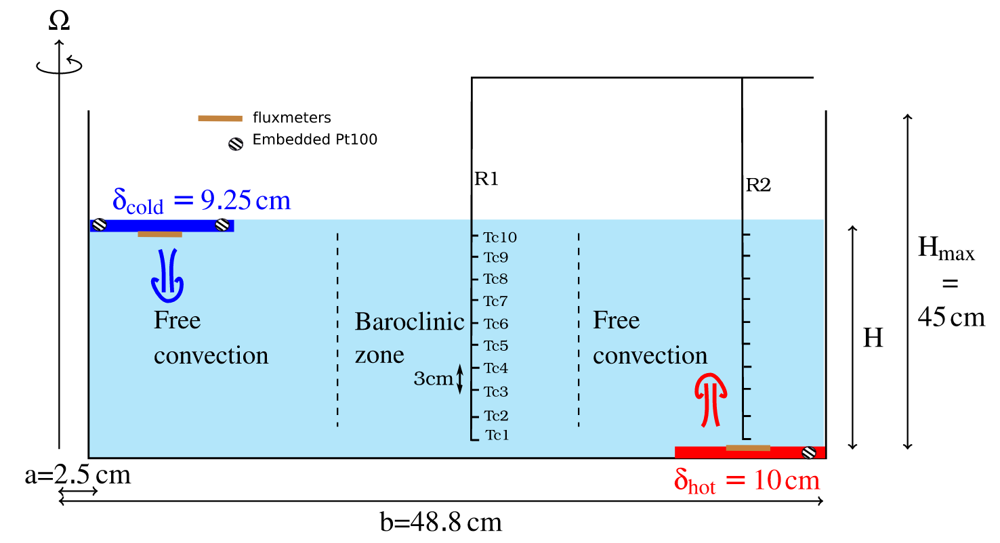 Ω
fluxmeters
Embedded Pt100
R1
R2
δcold = 9.25 cm
Tc10
Tc9
Tc8
Tc7
Tc6
Tc5
Tc4
Tc3
Tc2
Tc1
3cm
Free
convection
Baroclinic
zone
Free
convection
H
Hmax
=
45 cm
a=2.5 cm
δhot = 10 cm
b=48.8 cm